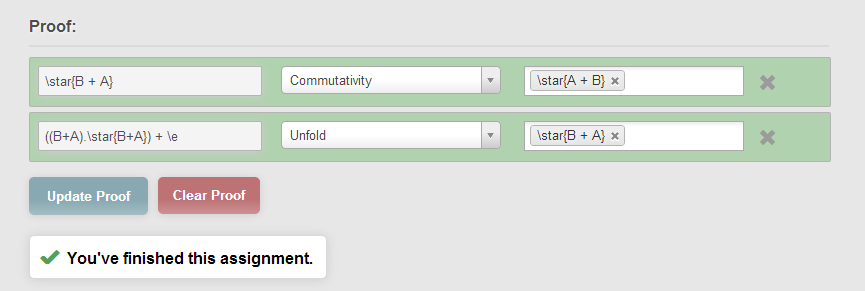 Proof:
\star{B + A} Commutativity \star{A + B} ×
((B+A).\star{B+A}) + \e Unfold \star{B + A} ×
Update Proof Clear Proof
You've finished this assignment.